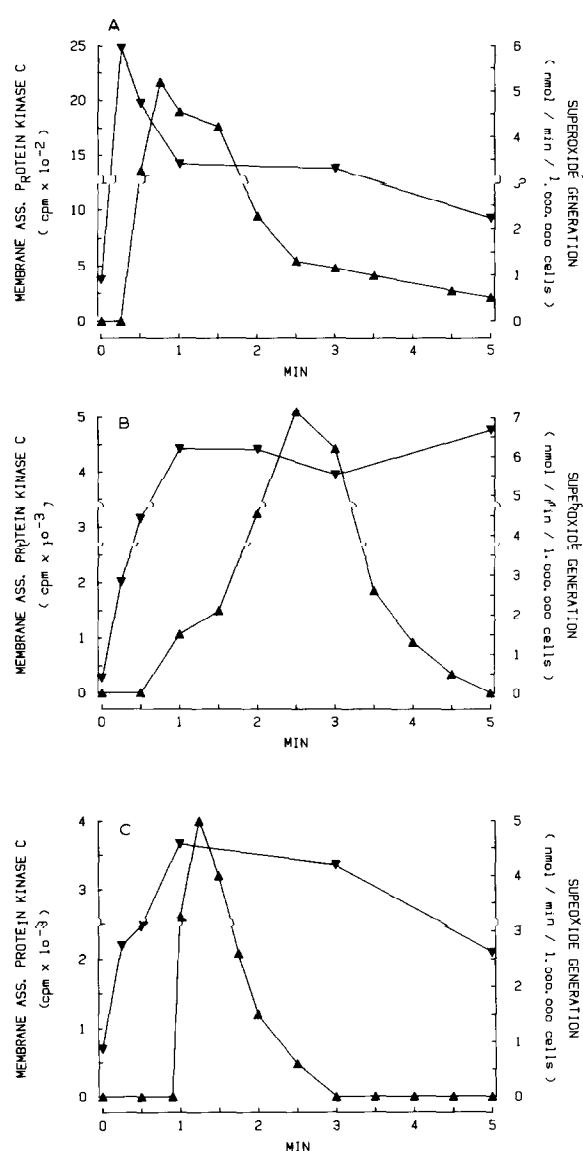 A
MEMBRANE ASS. PROTEIN KINASE C
( cpm x 10-2 )
25
20
15
10
5
0
6
5
4
3
2
1
0
SUPEROXIDE GENERATION
( nmol / min / 1.000.000 cells )
0 1 2 3 4 5
MIN
B
MEMBRANE ASS. PROTEIN KINASE C
( cpm x 10-3 )
5
4
3
2
1
0
7
6
5
3
2
1
0
SUPEROXIDE GENERATION
( nmol / min / 1.000.000 cells )
0 1 2 3 4 5
MIN
C
MEMBRANE ASS. PROTEIN KINASE C
(cpm x 10-3)
4
3
2
1
0
5
4
3
2
1
0
SUPEOXIDE GENERATION
( nmol / min / 1.000.000 cells )
0 1 2 3 4 5
MIN